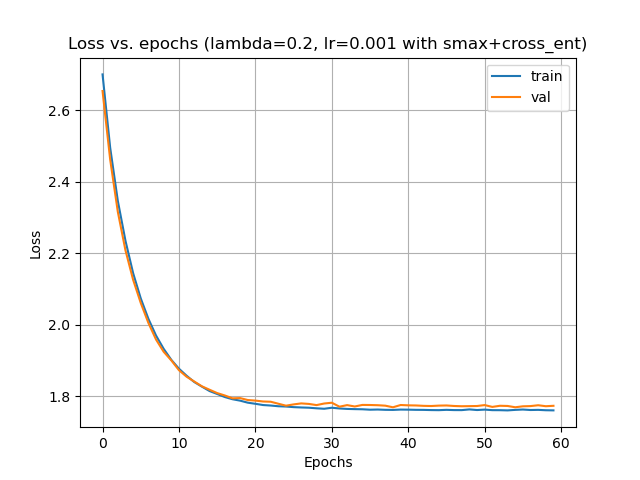 Loss vs. epochs (lambda=0.2, lr=0.001 with smax+cross_ent)
train
val
2.6
2.4
2.2
2.0
1.8
Loss
0 10 20 30 40 50 60
Epochs